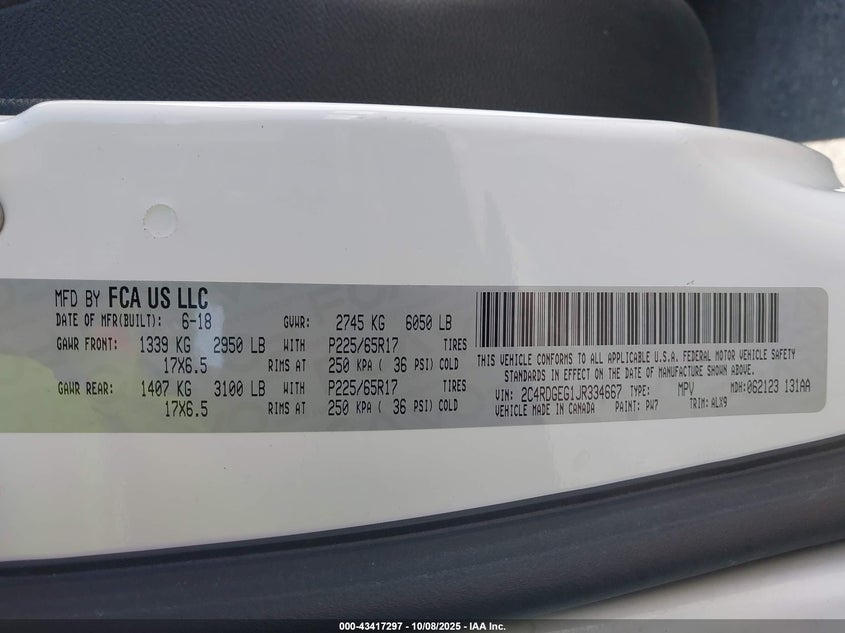 MFD BY FCA US LLC
DATE OF MFR(BUILT): 6-18 GVWR: 2745 KG 6050 LB
GAWR FRONT: 1339 KG 2950 LB WITH P225/65R17 TIRES
17X6.5 RIMS AT 250 KPA ( 36 PSI) COLD
GAWR REAR: 1407 KG 3100 LB WITH P225/65R17 TIRES
17X6.5 RIMS AT 250 KPA ( 36 PSI) COLD
THIS VEHICLE CONFORMS TO ALL APPLICABLE U.S.A. FEDERAL MOTOR VEHICLE SAFETY
STANDARDS IN EFFECT ON THE DATE OF MANUFACTURE SHOWN ABOVE.
VIN: 2C4RDGEG1JR334667 TYPE: MPV MDH: 062123 131AA
VEHICLE MADE IN CANADA PAINT: PW7 TRIM: ALX9
000-43417297 - 10/08/2025 - IAA Inc.